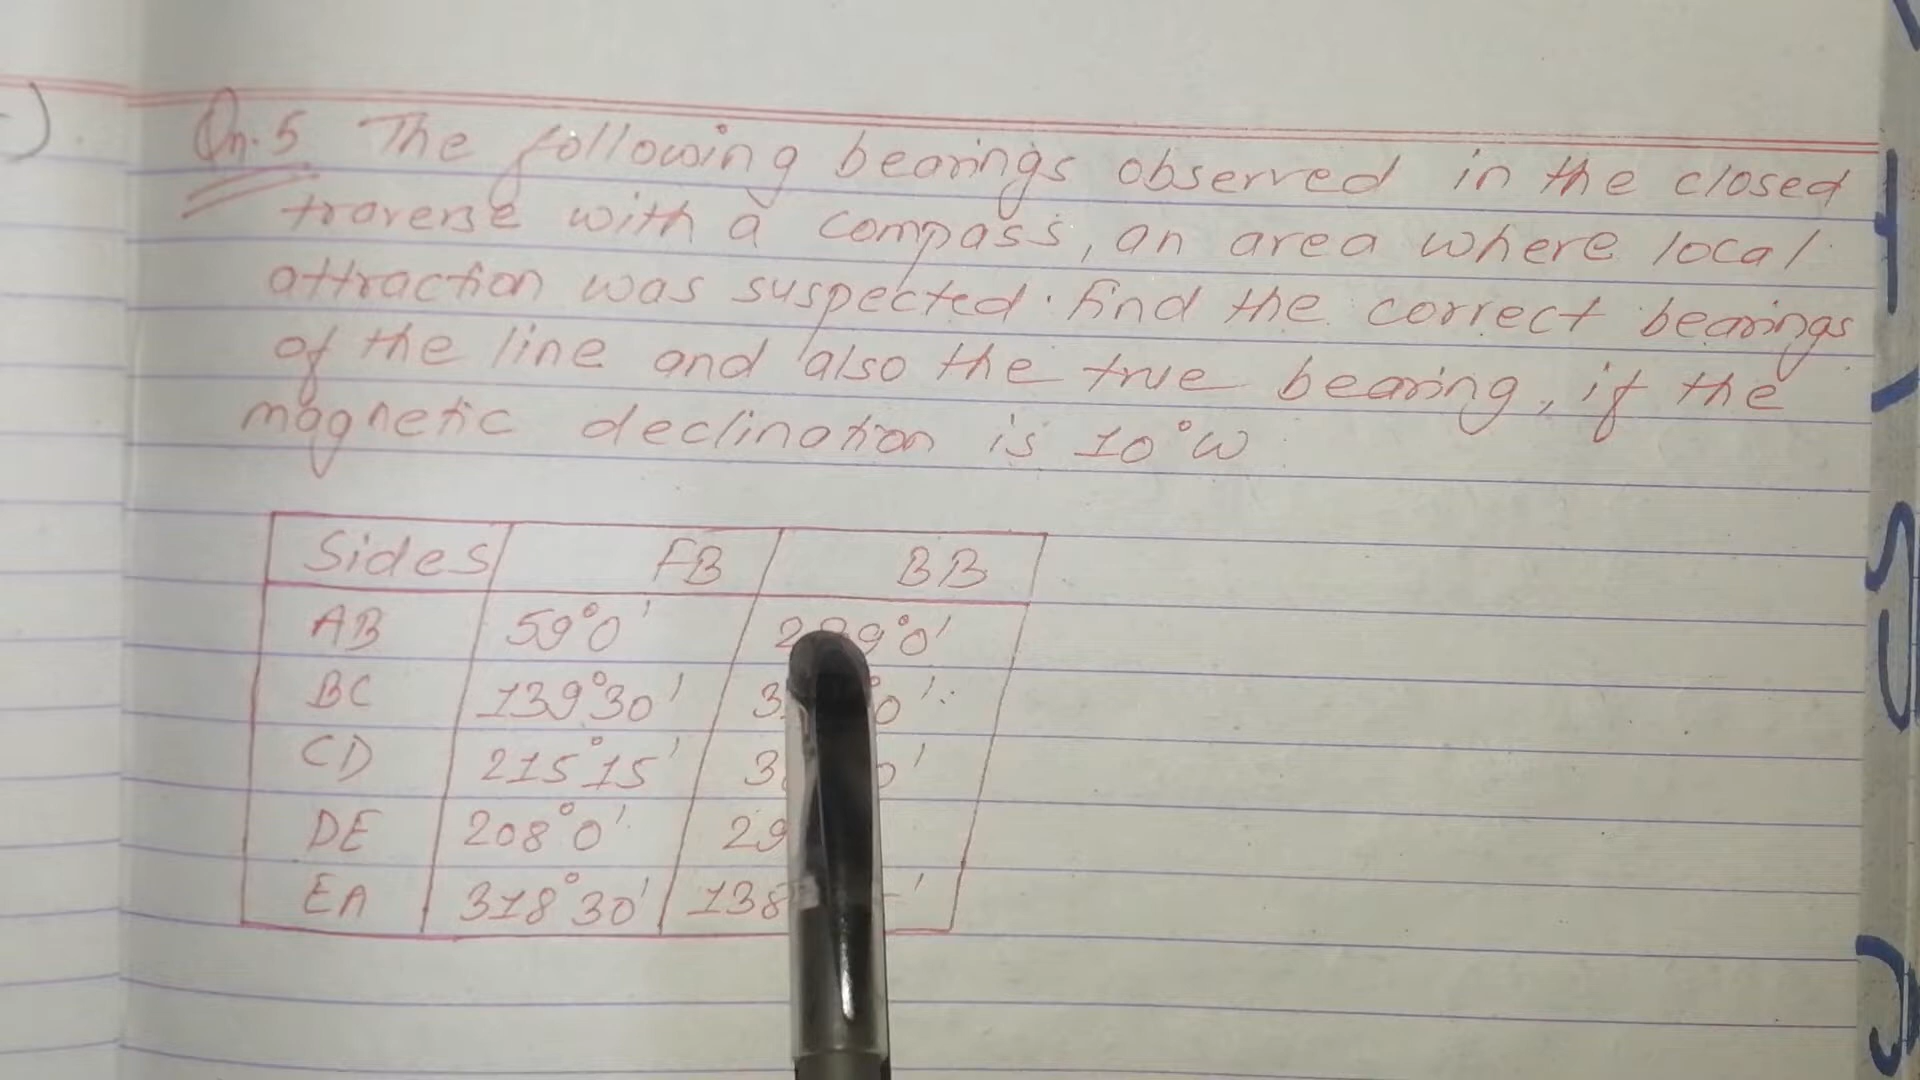 Qn.5 The following bearings observed in the closed
traverse with a compass, an area where local
attraction was suspected. find the correct bearings
of the line and also the true bearing, if the
magnetic declination is 10°W
Sides FB BB
AB 59°0'
BC 139°30'
CD 215°15'
DE 208°0'
EA 318°30'